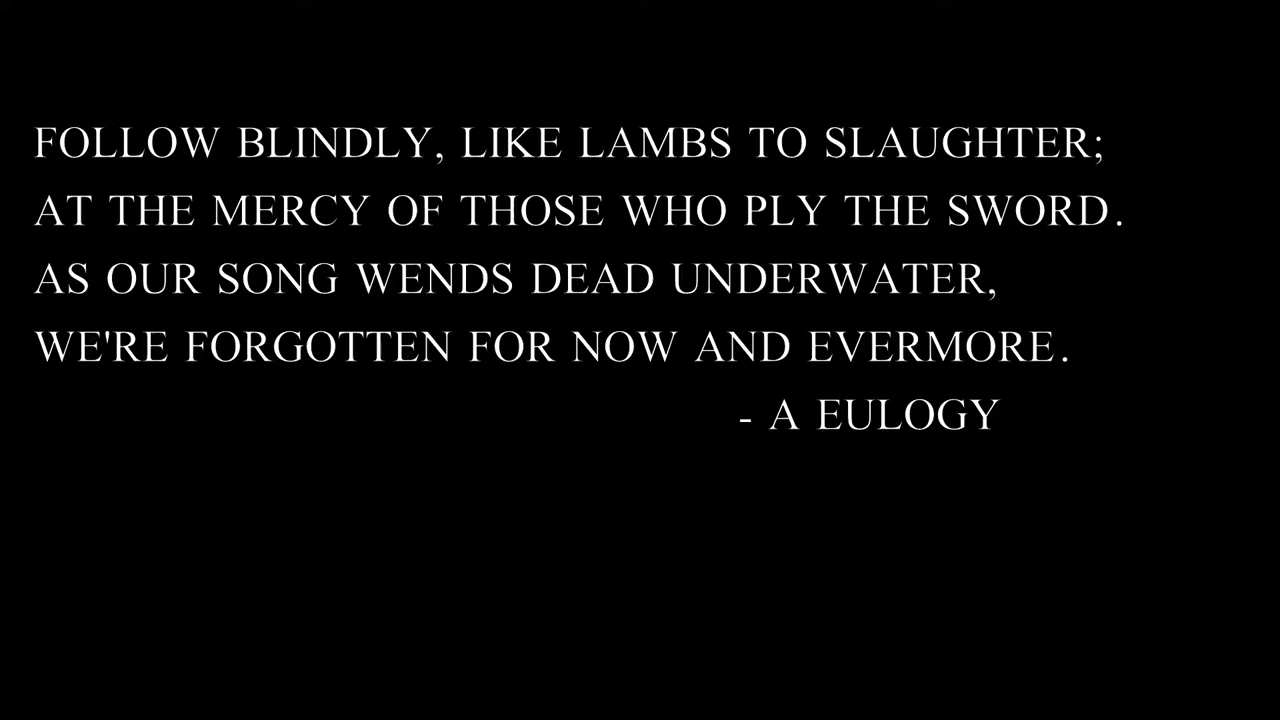 FOLLOW BLINDLY, LIKE LAMBS TO SLAUGHTER;
AT THE MERCY OF THOSE WHO PLY THE SWORD.
AS OUR SONG WENDS DEAD UNDERWATER,
WE'RE FORGOTTEN FOR NOW AND EVERMORE.
- A EULOGY